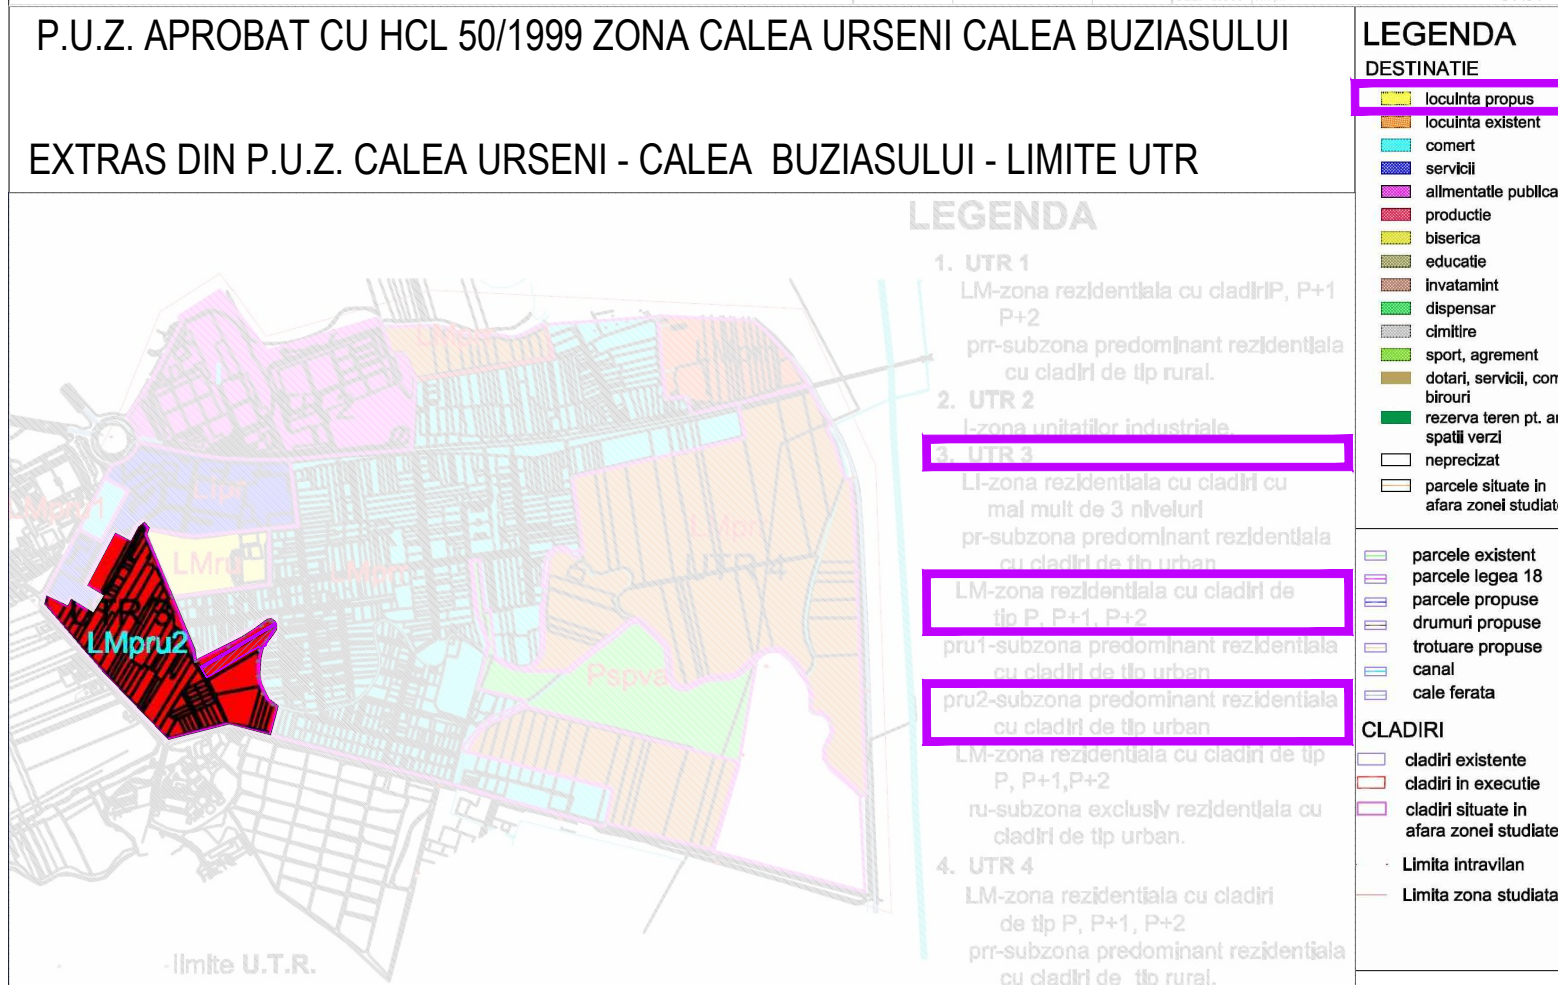 P.U.Z. APROBAT CU HCL 50/1999 ZONA CALEA URSENI CALEA BUZIASULUI
EXTRAS DIN P.U.Z. CALEA URSENI - CALEA BUZIASULUI - LIMITE UTR
LEGENDA
1. UTR 1
LM-zona rezidentiala cu cladiriP, P+1
P+2
prr-subzona predominant rezidentiala
cu cladiri de tip rural.
2. UTR 2
I-zona unitatilor industriale.
3. UTR 3
LI-zona rezidentiala cu cladiri cu
mai mult de 3 niveluri
pr-subzona predominant rezidentiala
cu cladiri de tip urban
LM-zona rezidentiala cu cladiri de
tip P, P+1, P+2
pru1-subzona predominant rezidentiala
cu cladiri de tip urban
pru2-subzona predominant rezidentiala
cu cladiri de tip urban
LM-zona rezidentiala cu cladiri de tip
P, P+1,P+2
ru-subzona exclusiv rezidentiala cu
cladiri de tip urban.
4. UTR 4
LM-zona rezidentiala cu cladiri
de tip P, P+1, P+2
prr-subzona predominant rezidentiala
cu cladiri de tip rural.
LIpr
LMru
LMpru2
UTR 4
Pspva
limite U.T.R.
LEGENDA
DESTINATIE
locuinta propus
locuinta existent
comert
servicii
alimentatie publica
productie
biserica
educatie
invatamint
dispensar
cimitire
sport, agrement
dotari, servicii, com
birouri
rezerva teren pt. a
spatii verzi
neprecizat
parcele situate in
afara zonei studiate
parcele existent
parcele legea 18
parcele propuse
drumuri propuse
trotuare propuse
canal
cale ferata
CLADIRI
cladiri existente
cladiri in executie
cladiri situate in
afara zonei studiate
Limita intravilan
Limita zona studiata